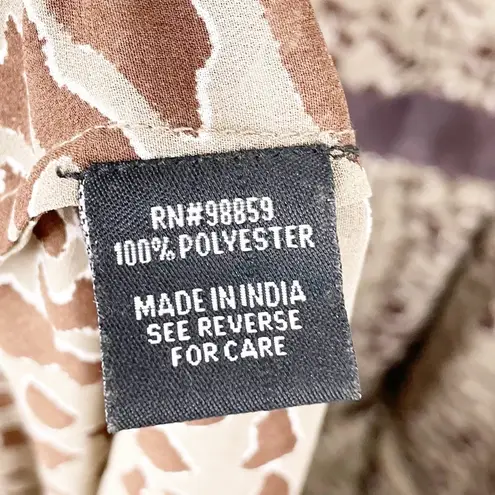 RN#98859
100% POLYESTER
MADE IN INDIA
SEE REVERSE
FOR CARE